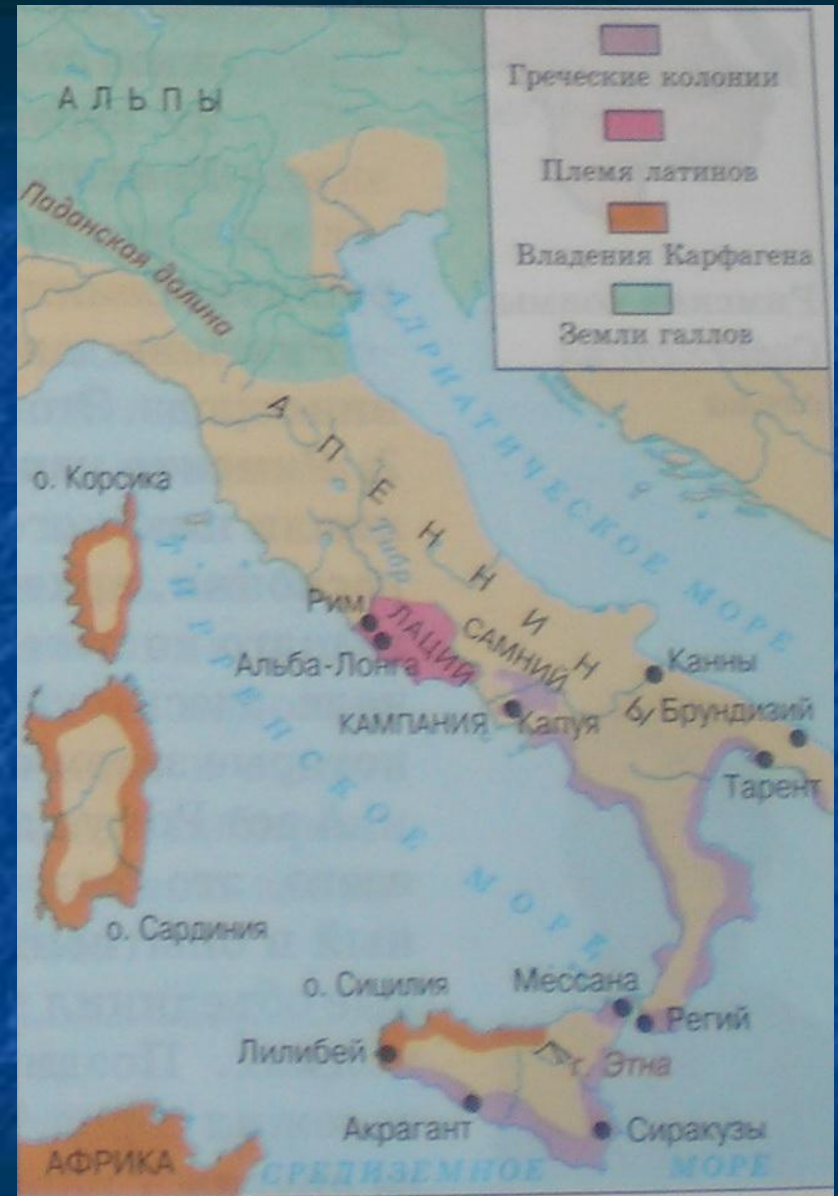 Греческие колонии
Племя латинов
Владения Карфагена
Земли галлов
АЛЬПЫ
Паданская долина
АДРИАТИЧЕСКОЕ МОРЕ
АПЕННИН
о. Корсика
Тибр
ТИРРЕНСКОЕ МОРЕ
Рим
ЛАЦИЙ
САМНИЙ
Альба-Лонга
Канны
КАМПАНИЯ
Капуя
б/ Брундизий
Тарент
о. Сардиния
о. Сицилия
Мессана
Регий
Лилибей
г. Этна
Акрагант
Сиракузы
АФРИКА
СРЕДИЗЕМНОЕ МОРЕ